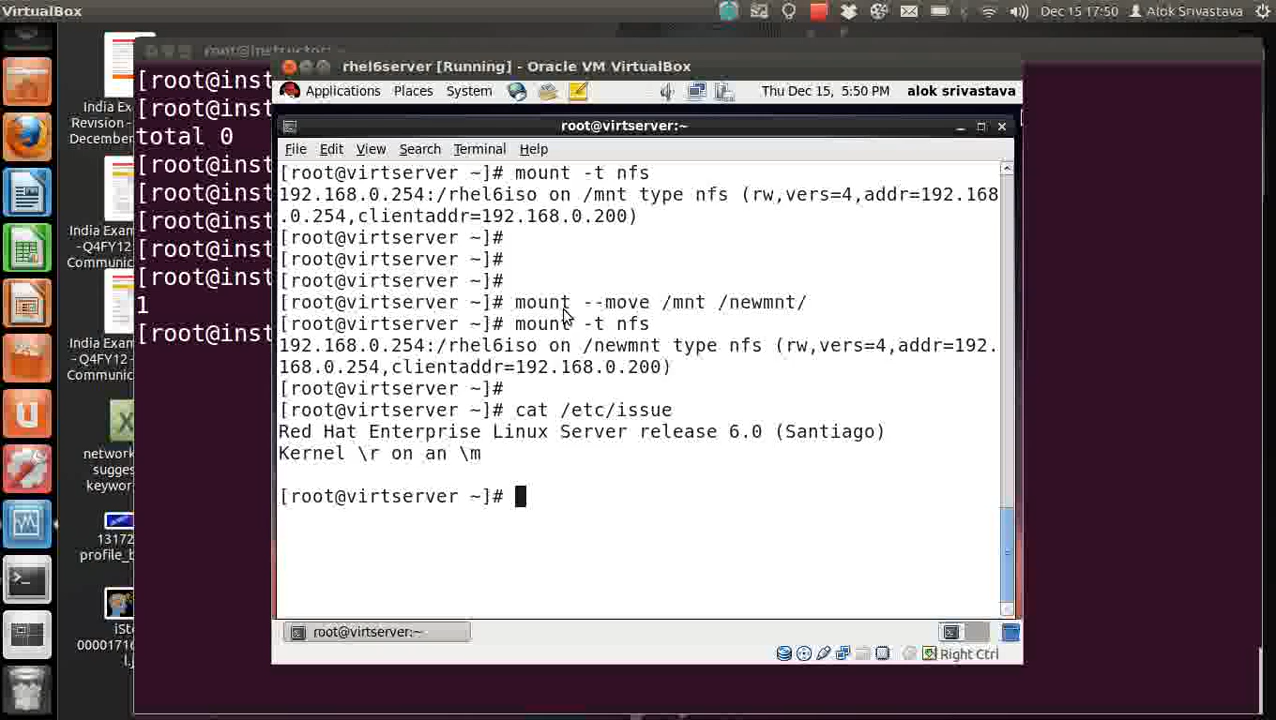 VirtualBox
Dec 15 17:50 Alok Srivastava
India Exa
Revision -
December
India Exa
-Q4FY12
Communic
India Exam
- Q4FY12
Communic
network
sugges
keywor
13172
profile_b
iSto
00001716
[root@inst
[root@inst
total 0
[root@inst
[root@inst
[root@inst
[root@inst
[root@inst
1
[root@inst
rhel6server [Running] - Oracle VM VirtualBox
Applications Places System Thu Dec 15, 5:50 PM alok srivastava
root@virtserver:~
File Edit View Search Terminal Help
[root@virtserver ~]# mount -t nfs
192.168.0.254:/rhel6iso on /mnt type nfs (rw,vers=4,addr=192.168
.0.254,clientaddr=192.168.0.200)
[root@virtserver ~]#
[root@virtserver ~]#
[root@virtserver ~]#
[root@virtserver ~]# mount --move /mnt /newmnt/
[root@virtserver ~]# mount -t nfs
192.168.0.254:/rhel6iso on /newmnt type nfs (rw,vers=4,addr=192.
168.0.254,clientaddr=192.168.0.200)
[root@virtserver ~]#
[root@virtserver ~]# cat /etc/issue
Red Hat Enterprise Linux Server release 6.0 (Santiago)
Kernel \r on an \m
[root@virtserver ~]#
root@virtserver:~
Right Ctrl